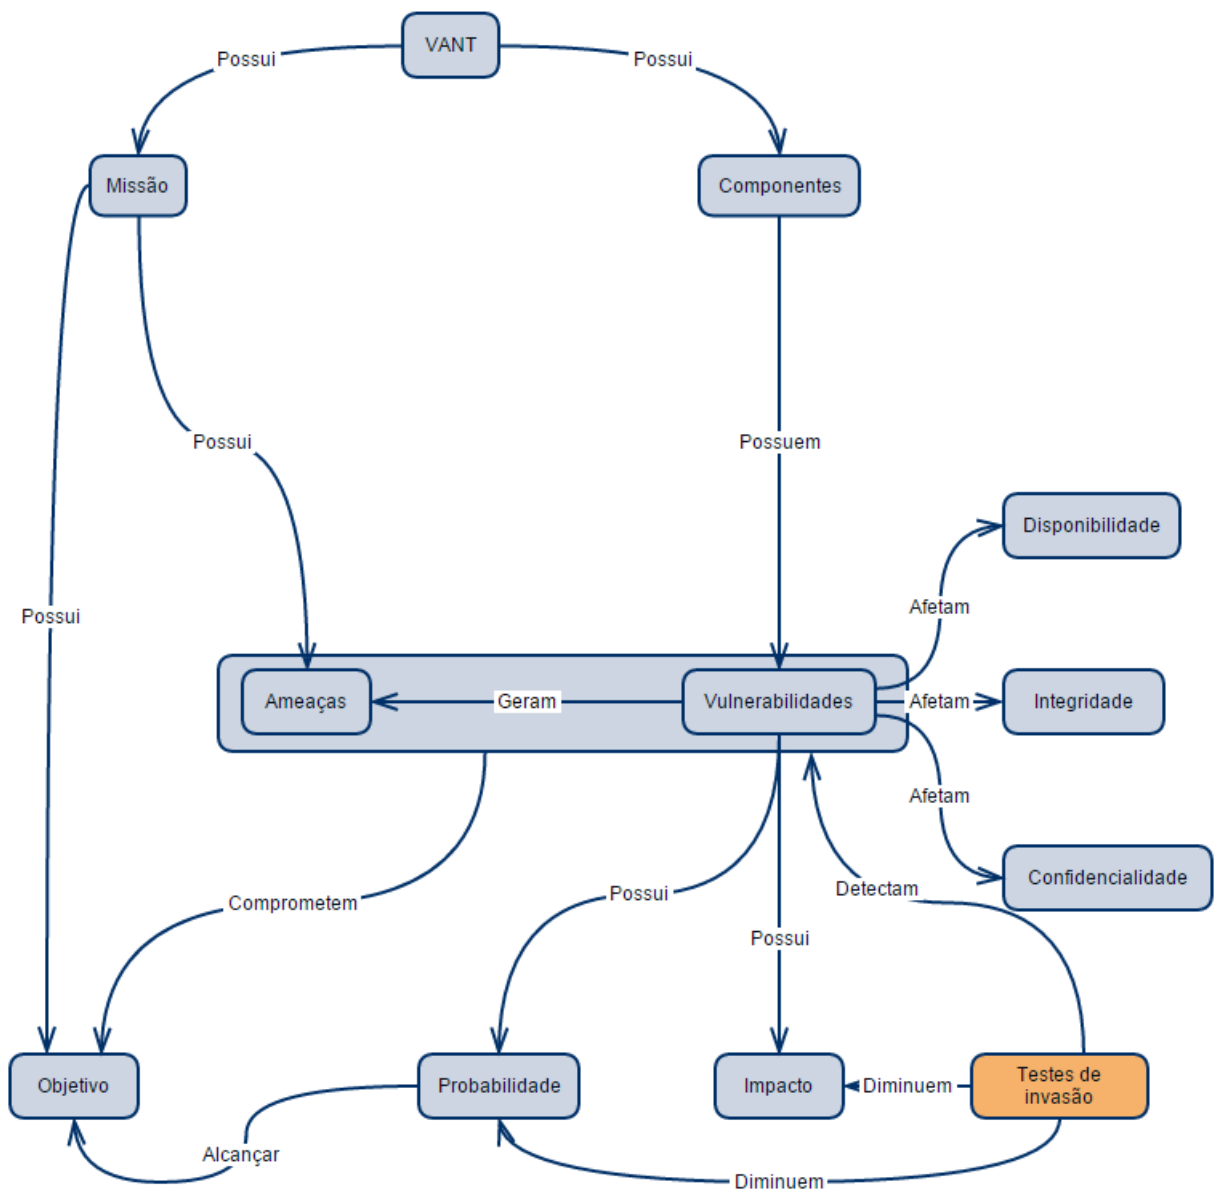 VANT
Possui
Possui
Missão
Componentes
Possui
Possuem
Disponibilidade
Afetam
Possui
Ameaças
Geram
Vulnerabilidades
Afetam
Integridade
Afetam
Confidencialidade
Detectam
Possui
Comprometem
Possui
Objetivo
Probabilidade
Impacto
Diminuem
Testes de
invasão
Alcançar
Diminuem